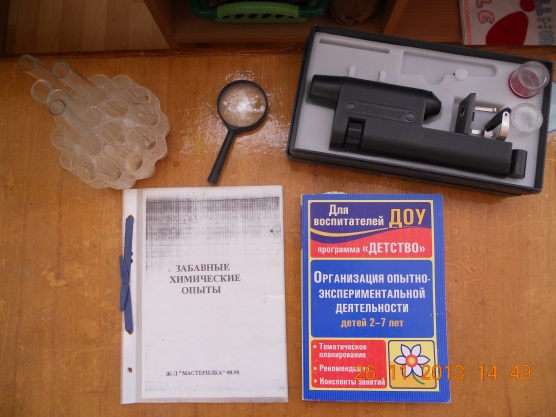 ЗАБАВНЫЕ
ХИМИЧЕСКИЕ
ОПЫТЫ
Ж.Л "МАСТЕРИЛКА"
Для
воспитателей ДОУ
программа «ДЕТСТВО»
ОРГАНИЗАЦИЯ ОПЫТНО-
ЭКСПЕРИМЕНТАЛЬНОЙ
ДЕЯТЕЛЬНОСТИ
детей 2–7 лет
• Тематическое
планирование
• Рекомендации
• Конспекты занятий
26 11 2013 14 49